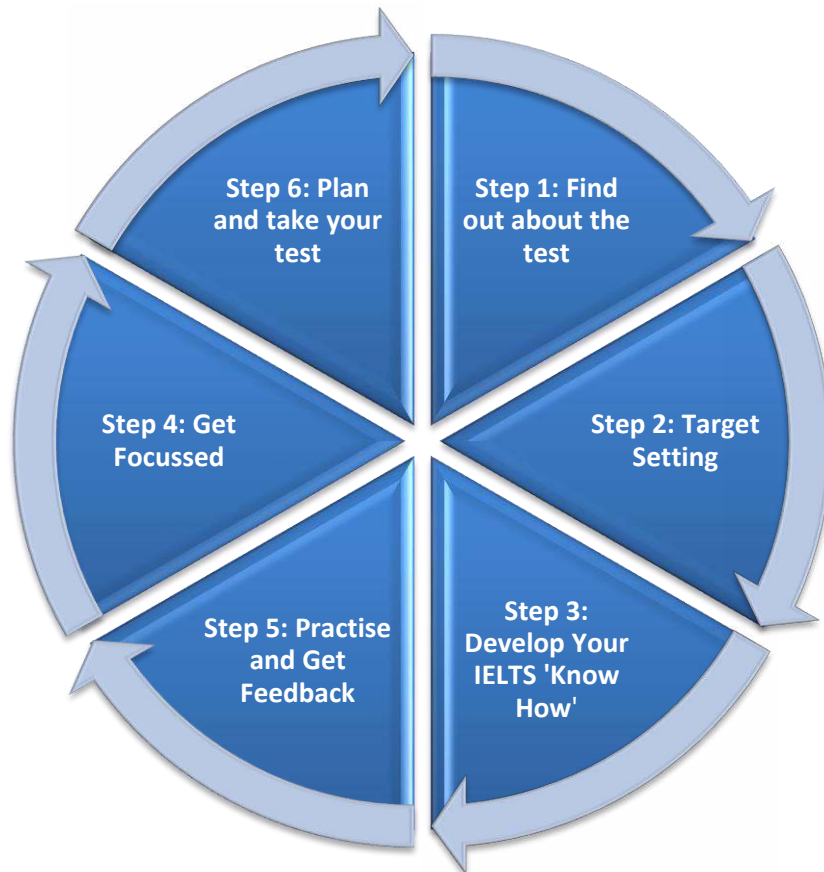 Step 1: Find
out about the
test
Step 2: Target
Setting
Step 3:
Develop Your
IELTS 'Know
How'
Step 5: Practise
and Get
Feedback
Step 4: Get
Focussed
Step 6: Plan
and take your
test